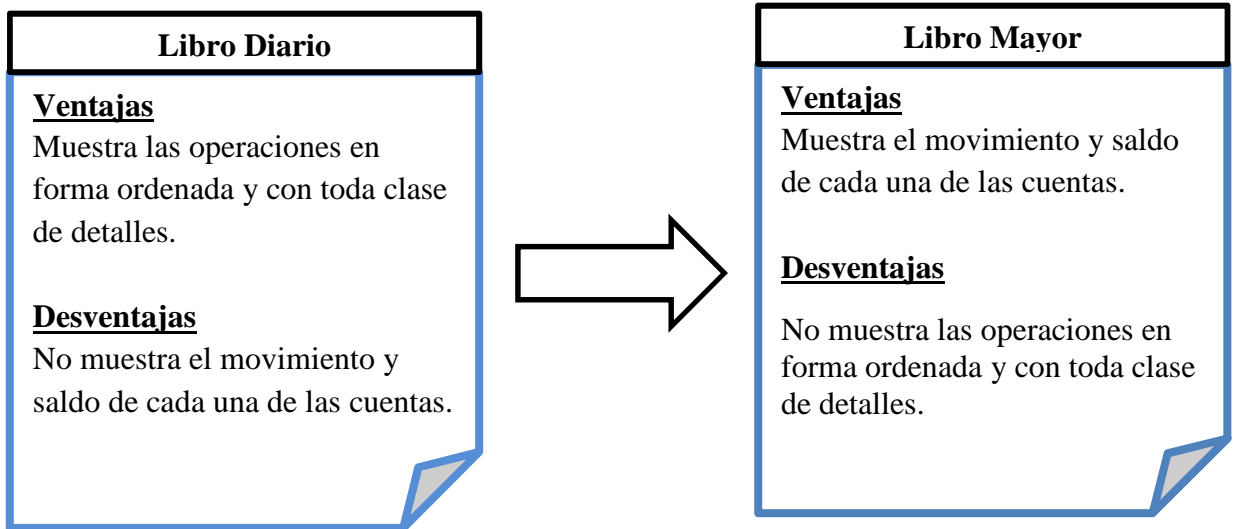 Libro Diario
Ventajas
Muestra las operaciones en
forma ordenada y con toda clase
de detalles.
Desventajas
No muestra el movimiento y
saldo de cada una de las cuentas.
Libro Mayor
Ventajas
Muestra el movimiento y saldo
de cada una de las cuentas.
Desventajas
No muestra las operaciones en
forma ordenada y con toda clase
de detalles.